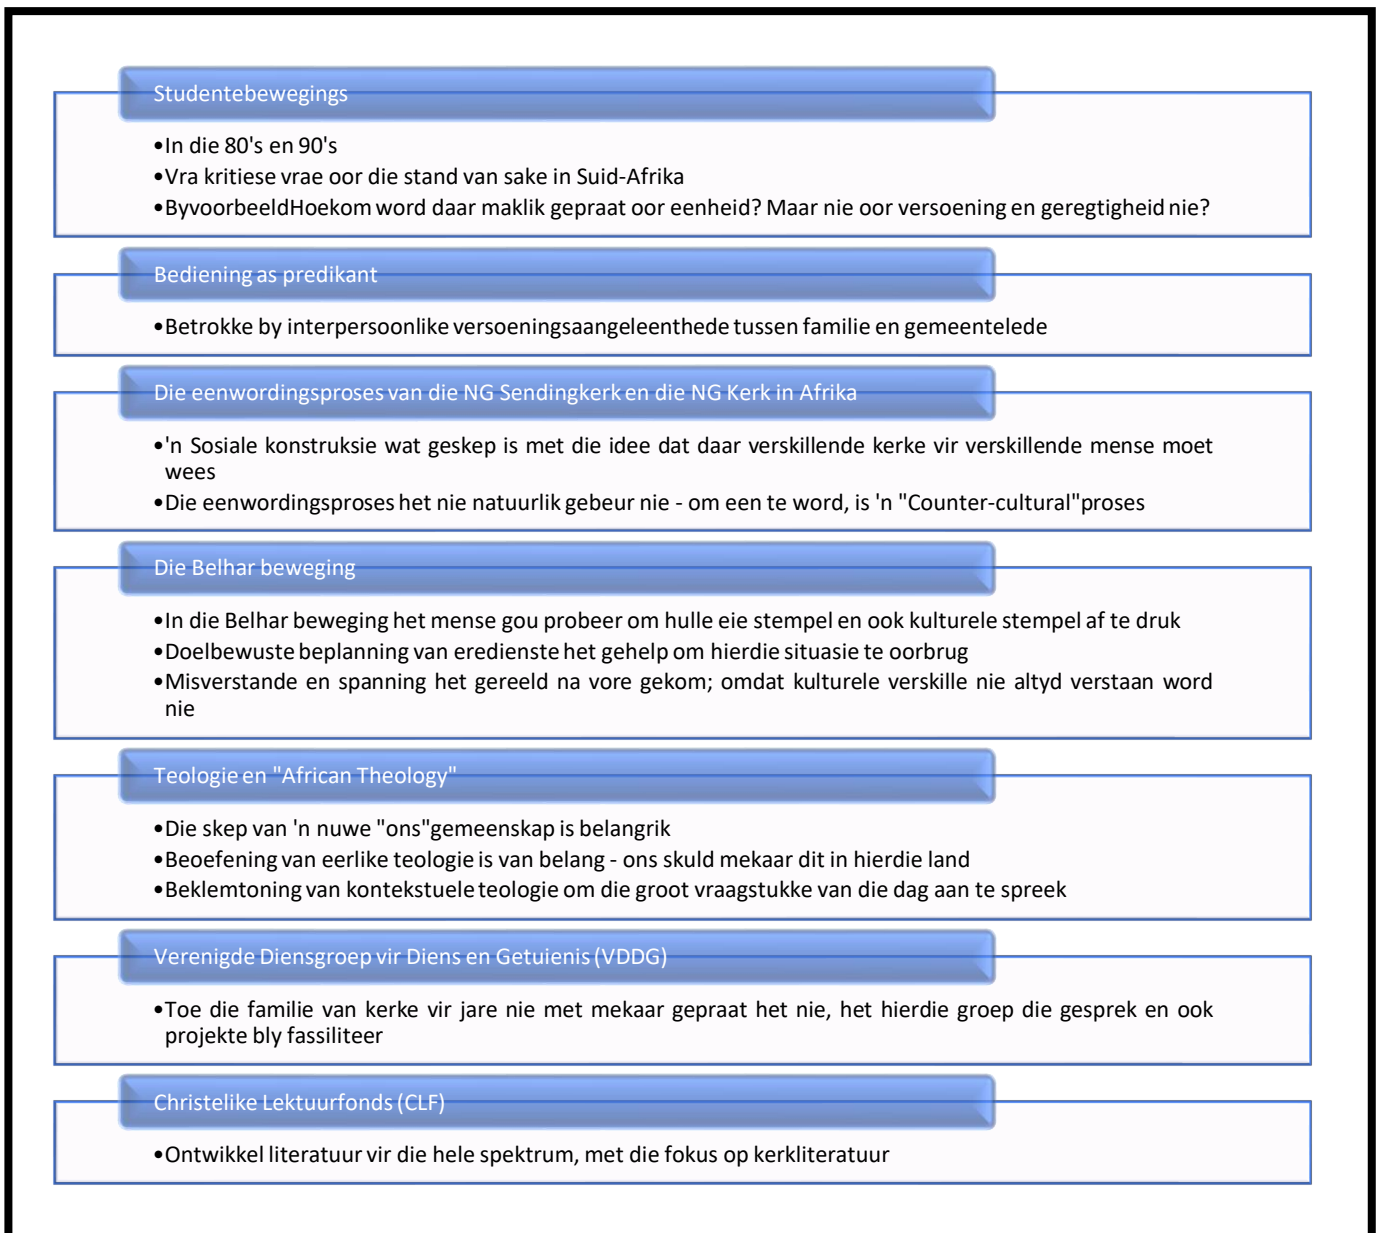 Studentebewegings
•In die 80's en 90's
•Vra kritiese vrae oor die stand van sake in Suid-Afrika
•ByvoorbeeldHoekom word daar maklik gepraat oor eenheid? Maar nie oor versoening en geregtigheid nie?
Bediening as predikant
•Betrokke by interpersoonlike versoeningsaangeleenthede tussen familie en gemeentelede
Die eenwordingsproses van die NG Sendingkerk en die NG Kerk in Afrika
•'n Sosiale konstruksie wat geskep is met die idee dat daar verskillende kerke vir verskillende mense moet
wees
•Die eenwordingsproses het nie natuurlik gebeur nie - om een te word, is 'n "Counter-cultural"proses
Die Belhar beweging
•In die Belhar beweging het mense gou probeer om hulle eie stempel en ook kulturele stempel af te druk
•Doelbewuste beplanning van eredienste het gehelp om hierdie situasie te oorbrug
•Misverstande en spanning het gereeld na vore gekom; omdat kulturele verskille nie altyd verstaan word
nie
Teologie en "African Theology"
•Die skep van 'n nuwe "ons"gemeenskap is belangrik
•Beoefening van eerlike teologie is van belang - ons skuld mekaar dit in hierdie land
•Beklemtoning van kontekstuele teologie om die groot vraagstukke van die dag aan te spreek
Verenigde Diensgroep vir Diens en Getuienis (VDDG)
•Toe die familie van kerke vir jare nie met mekaar gepraat het nie, het hierdie groep die gesprek en ook
projekte bly fassiliteer
Christelike Lektuurfonds (CLF)
•Ontwikkel literatuur vir die hele spektrum, met die fokus op kerkliteratuur